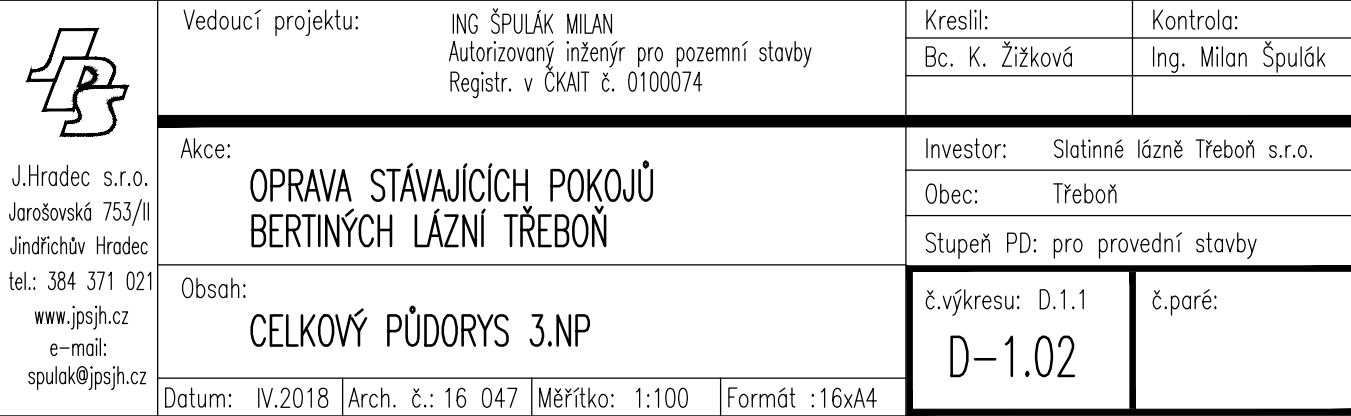 JPS
J.Hradec s.r.o.
Jarošovská 753/II
Jindřichův Hradec
tel.: 384 371 021
www.jpsjh.cz
e-mail:
spulak@jpsjh.cz
Vedoucí projektu: ING ŠPULÁK MILAN
Autorizovaný inženýr pro pozemní stavby
Registr. v ČKAIT č. 0100074
Kreslil: Kontrola:
Bc. K. Žižková Ing. Milan Špulák
Akce:
OPRAVA STÁVAJÍCÍCH POKOJŮ
BERTINÝCH LÁZNÍ TŘEBOŇ
Investor: Slatinné lázně Třeboň s.r.o.
Obec: Třeboň
Stupeň PD: pro provední stavby
Obsah:
CELKOVÝ PŮDORYS 3.NP
č.výkresu: D.1.1 č.paré:
D-1.02
Datum: IV.2018 Arch. č.: 16 047 Měřítko: 1:100 Formát :16xA4